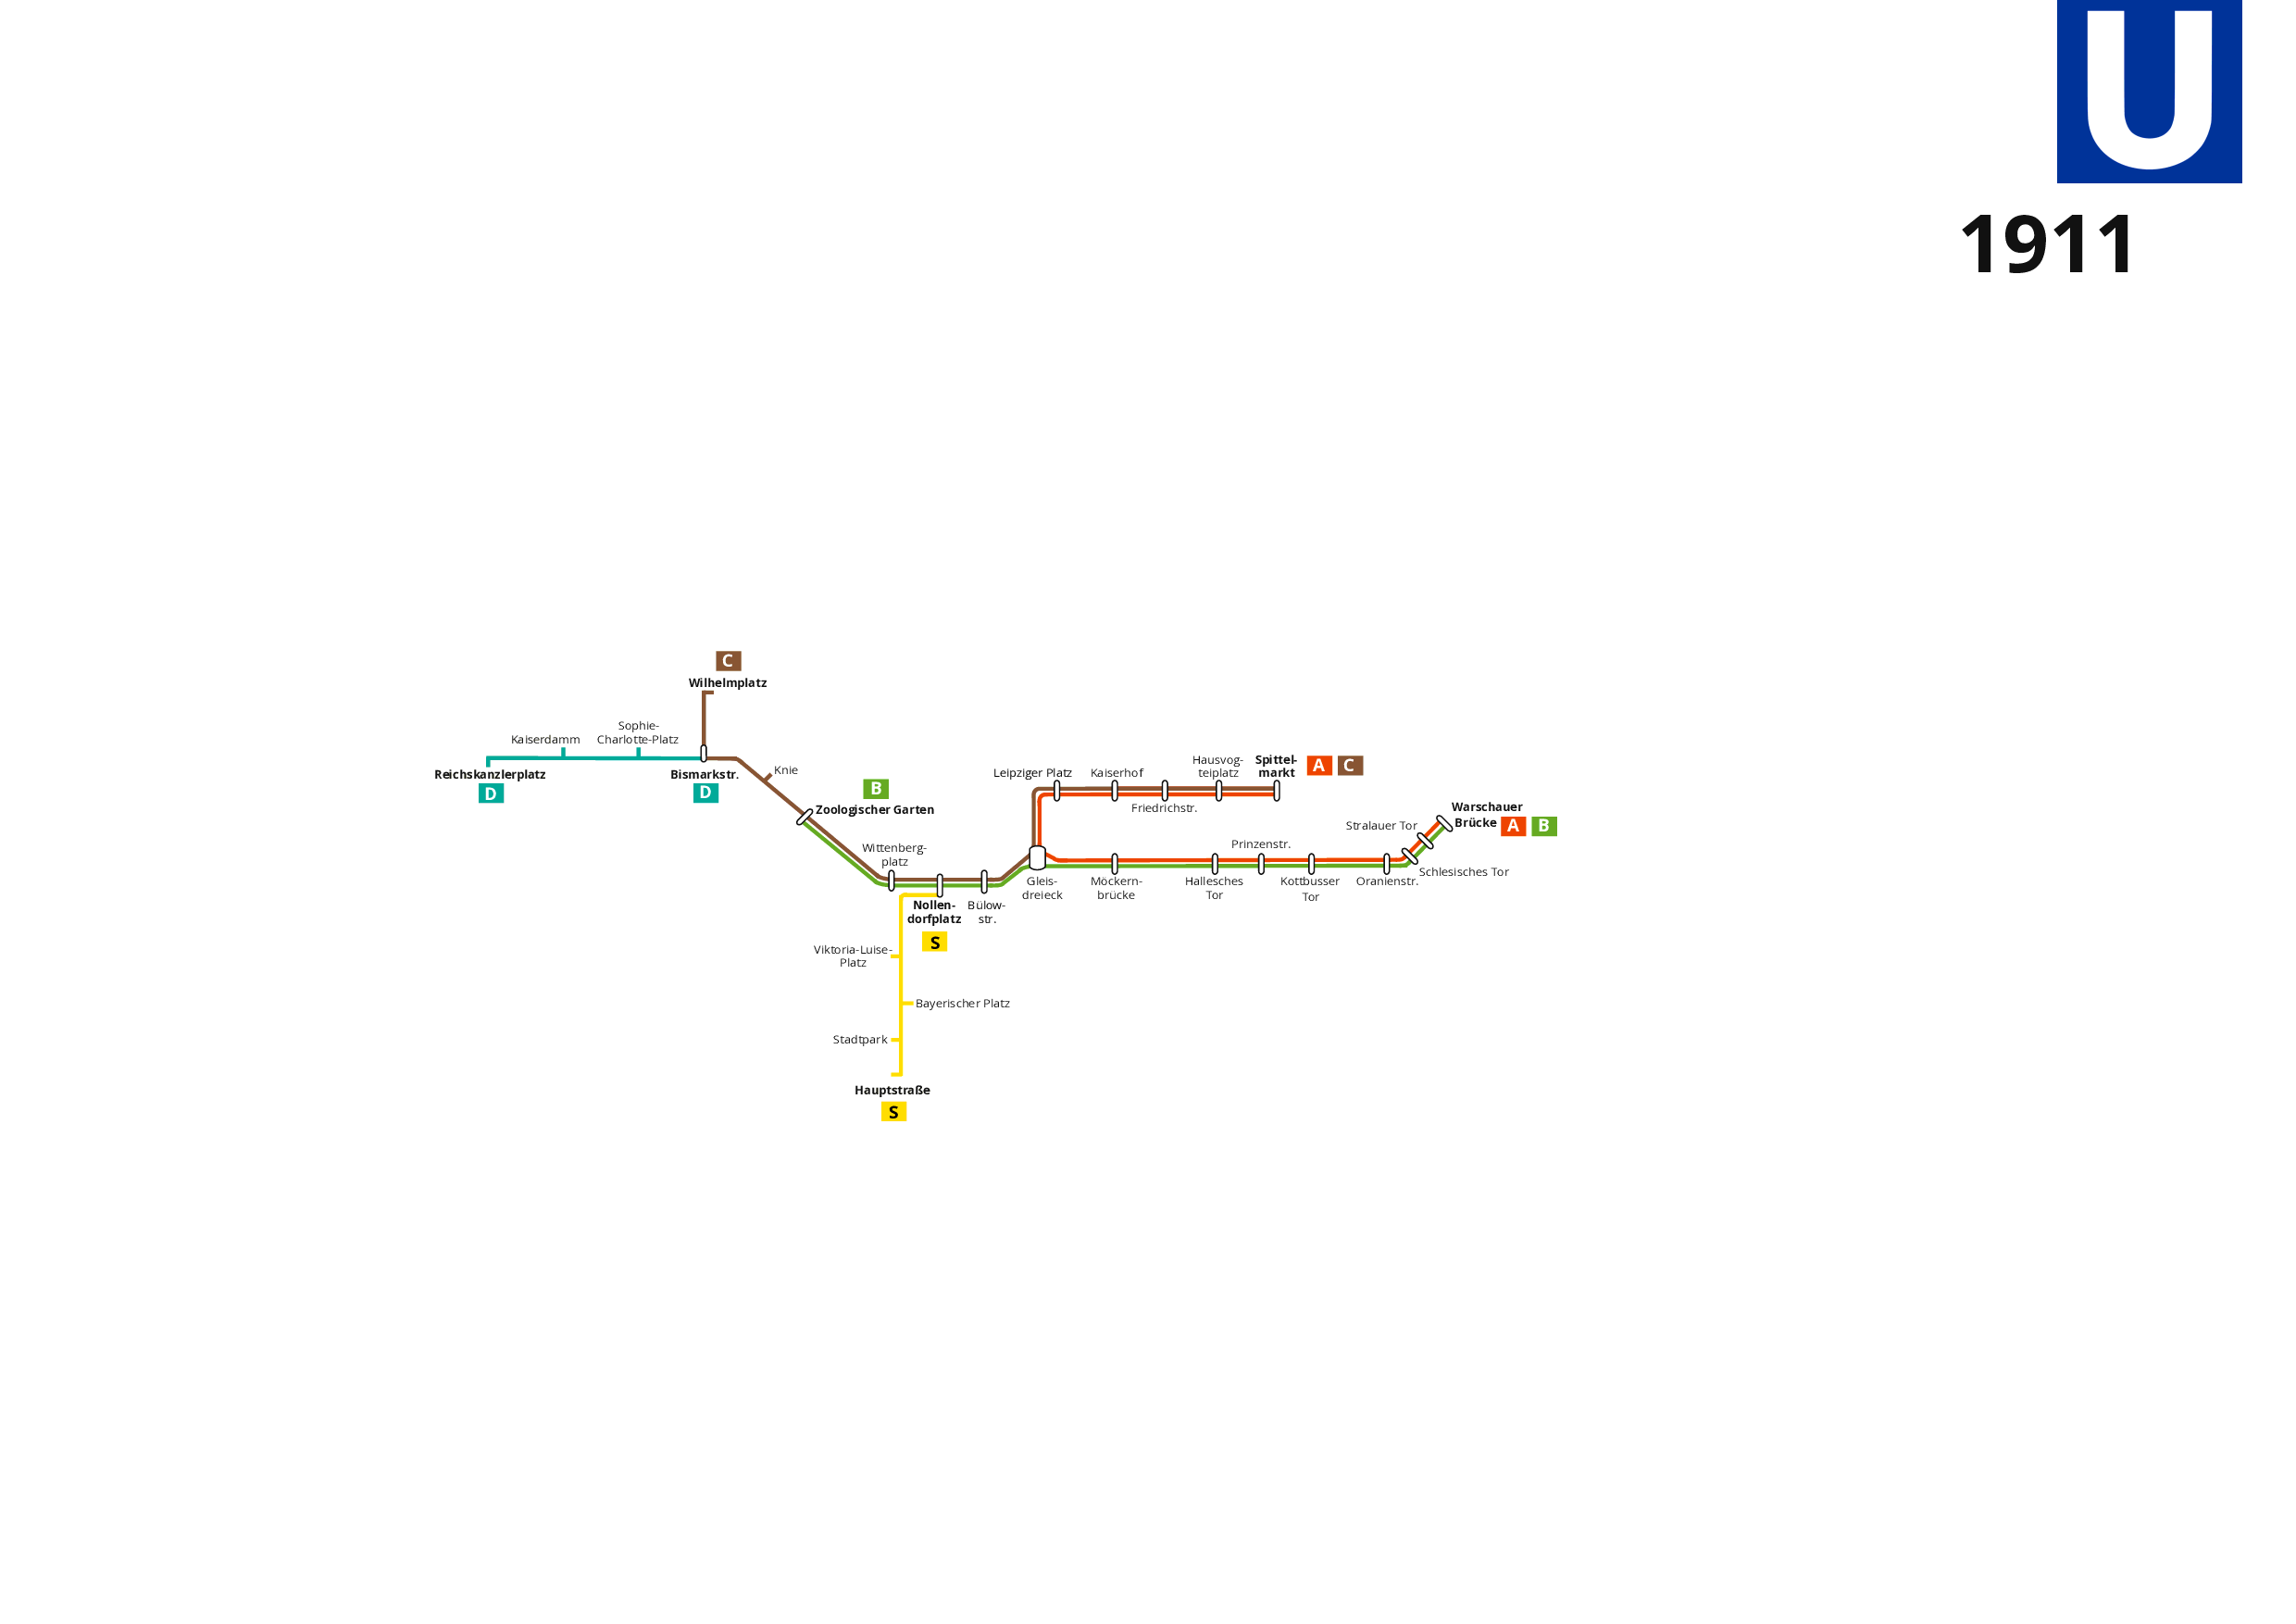 U
1911
C
Wilhelmplatz
Sophie-
Charlotte-Platz
Kaiserdamm
Reichskanzlerplatz
D
Bismarkstr.
D
Knie
B
Zoologischer Garten
Wittenberg-
platz
Nollen-
dorfplatz
S
Bülow-
str.
Viktoria-Luise-
Platz
Bayerischer Platz
Stadtpark
Hauptstraße
S
Leipziger Platz
Kaiserhof
Friedrichstr.
Hausvog-
teiplatz
Spittel-
markt
A C
Gleis-
dreieck
Möckern-
brücke
Hallesches
Tor
Prinzenstr.
Kottbusser
Tor
Oranienstr.
Schlesisches Tor
Stralauer Tor
Warschauer
Brücke A B